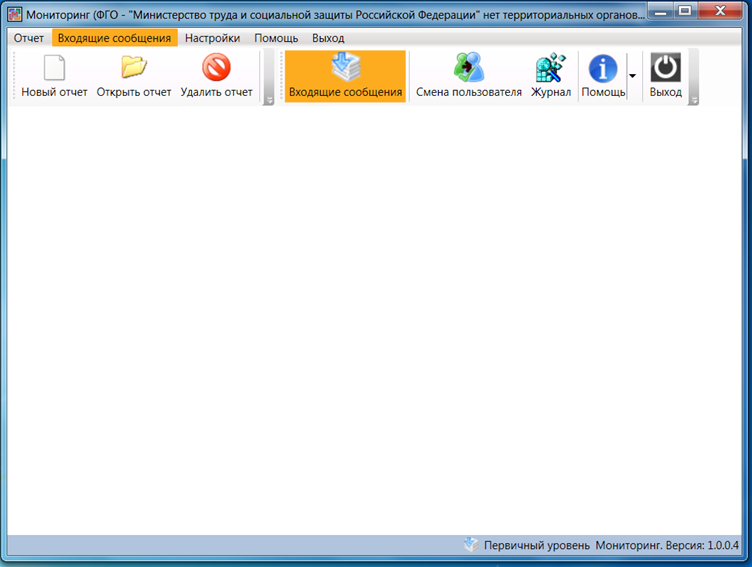 Мониторинг (ФГО - "Министерство труда и социальной защиты Российской Федерации" нет территориальных органов...
Отчет Входящие сообщения Настройки Помощь Выход
Новый отчет Открыть отчет Удалить отчет Входящие сообщения Смена пользователя Журнал Помощь Выход
Первичный уровень Мониторинг. Версия: 1.0.0.4